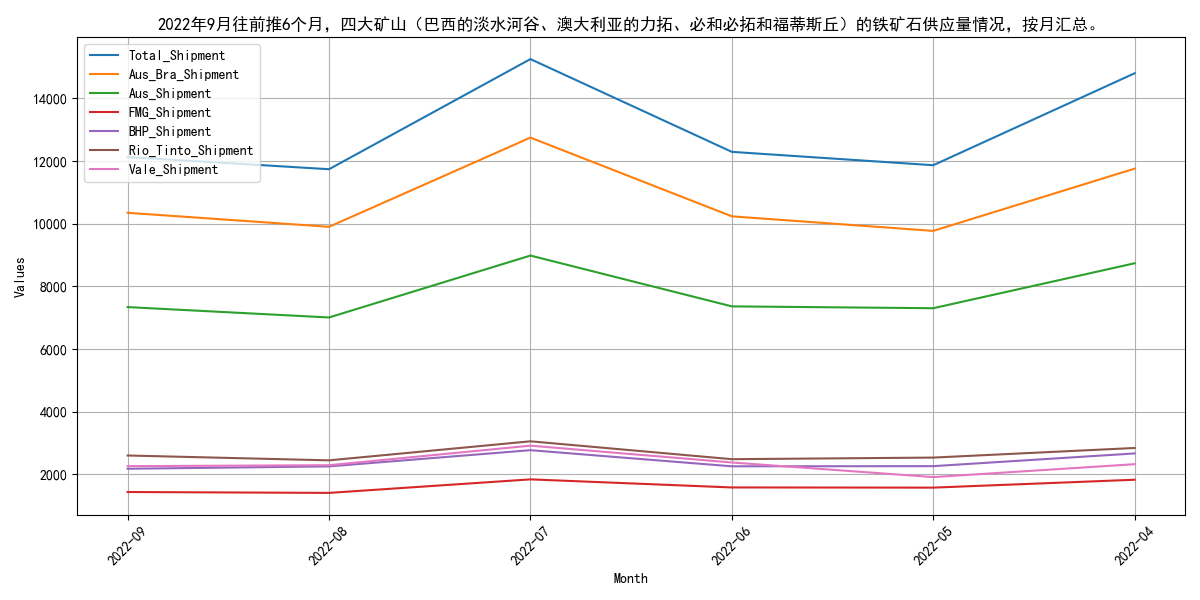 2022年9月往前推6个月，四大矿山（巴西的淡水河谷、澳大利亚的力拓、必和必拓和福蒂斯丘）的铁矿石供应量情况，按月汇总。
Total_Shipment
Aus_Bra_Shipment
Aus_Shipment
FMG_Shipment
BHP_Shipment
Rio_Tinto_Shipment
Vale_Shipment
14000
12000
10000
8000
6000
4000
2000
Values
2022-09
2022-08
2022-07
2022-06
2022-05
2022-04
Month